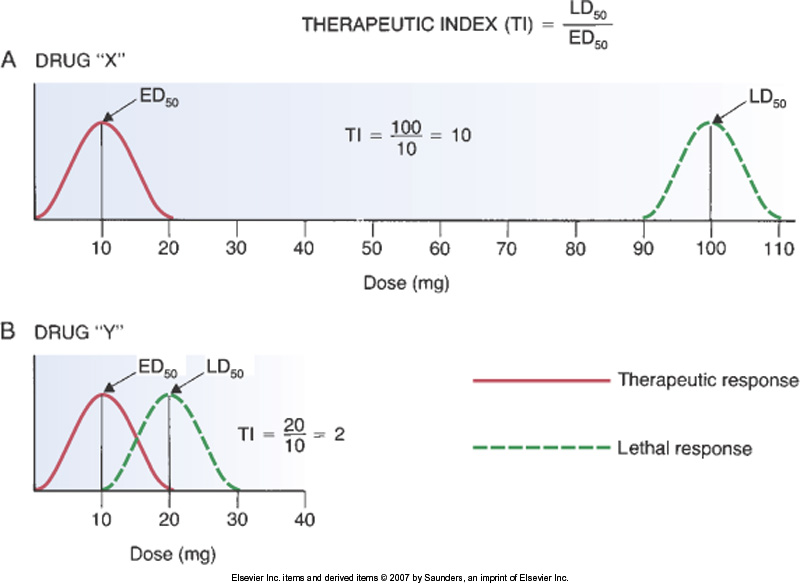 THERAPEUTIC INDEX (TI) = LD50
ED50
A DRUG "X"
ED50
LD50
TI = 100 = 10
10
10 20 30 40 50 60 70 80 90 100 110
Dose (mg)
B DRUG "Y"
ED50 LD50
Therapeutic response
TI = 20 = 2
10
Lethal response
10 20 30 40
Dose (mg)
Elsevier Inc. items and derived items © 2007 by Saunders, an imprint of Elsevier Inc.